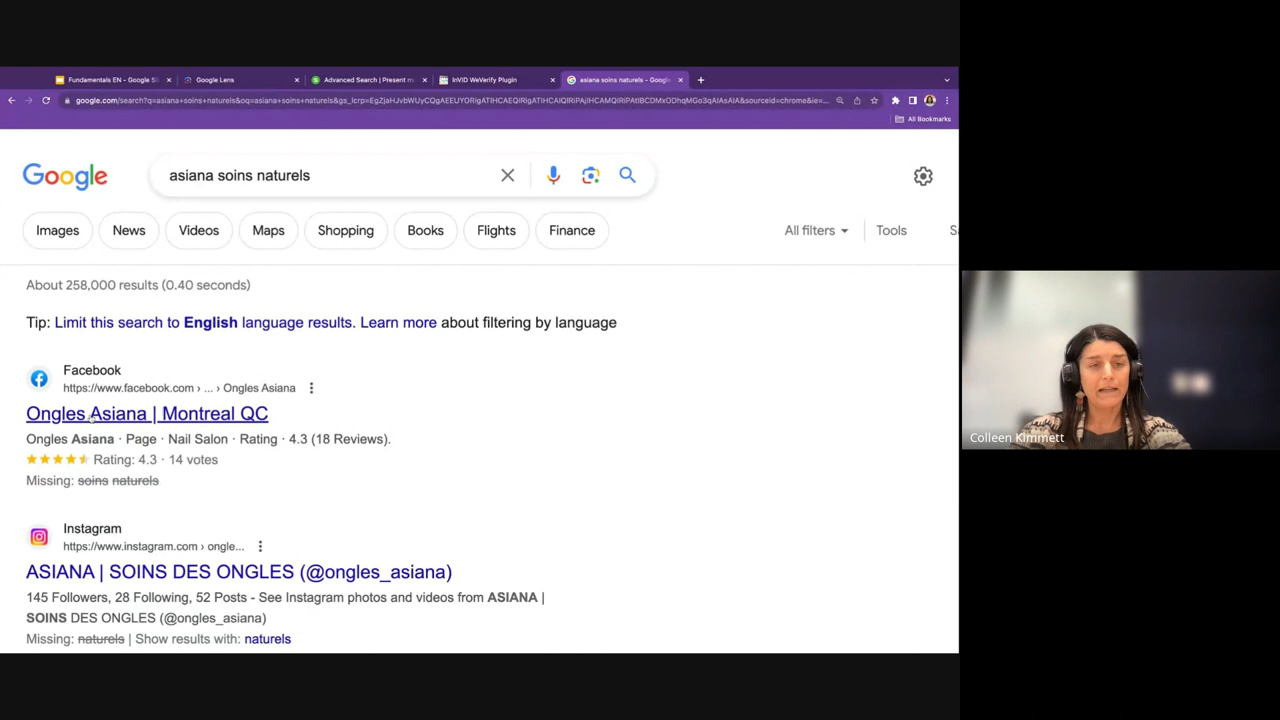 Fundamentals EN - Google Sli
Google Lens
Advanced Search | Present m
InVID WeVerify Plugin
asiana soins naturels - Googl
All Bookmarks
Google
asiana soins naturels
Images
News
Videos
Maps
Shopping
Books
Flights
Finance
All filters
Tools
About 258,000 results (0.40 seconds)
Tip: Limit this search to English language results. Learn more about filtering by language
Facebook
https://www.facebook.com › ... › Ongles Asiana
Ongles Asiana | Montreal QC
Ongles Asiana · Page · Nail Salon · Rating · 4.3 (18 Reviews).
Rating: 4.3 · 14 votes
Missing: soins naturels
Instagram
https://www.instagram.com › ongle...
ASIANA | SOINS DES ONGLES (@ongles_asiana)
145 Followers, 28 Following, 52 Posts - See Instagram photos and videos from ASIANA |
SOINS DES ONGLES (@ongles_asiana)
Missing: naturels | Show results with: naturels
Colleen Kimmett